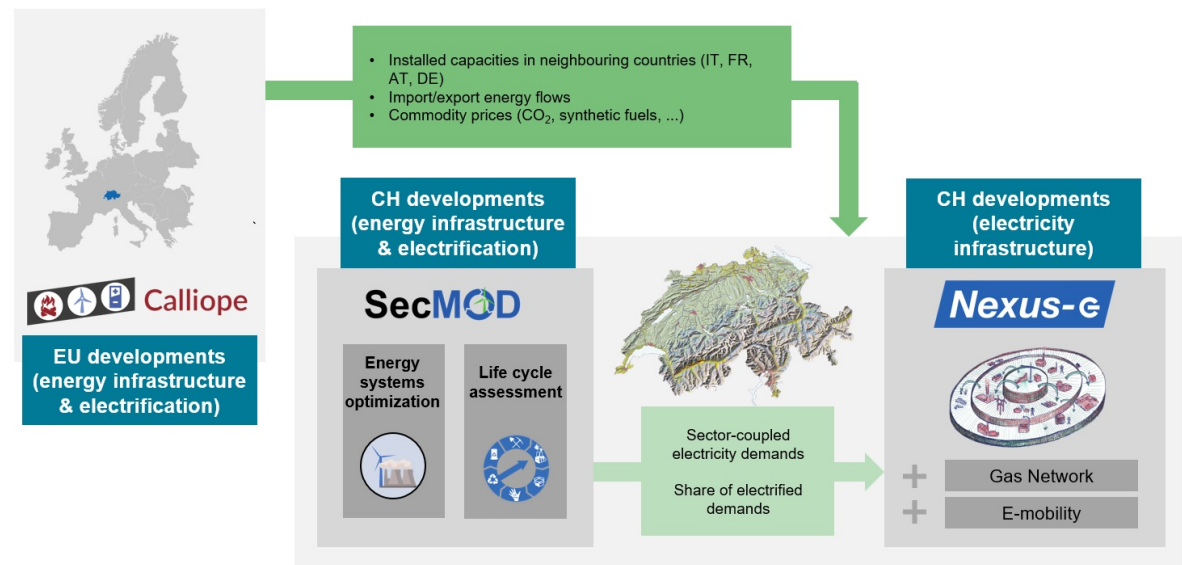 • Installed capacities in neighbouring countries (IT, FR,
AT, DE)
• Import/export energy flows
• Commodity prices (CO₂, synthetic fuels, ...)
Calliope
EU developments
(energy infrastructure
& electrification)
CH developments
(energy infrastructure
& electrification)
SecMOD
Energy
systems
optimization
Life cycle
assessment
Sector-coupled
electricity demands
Share of electrified
demands
CH developments
(electricity
infrastructure)
Nexus-e
+ Gas Network
+ E-mobility